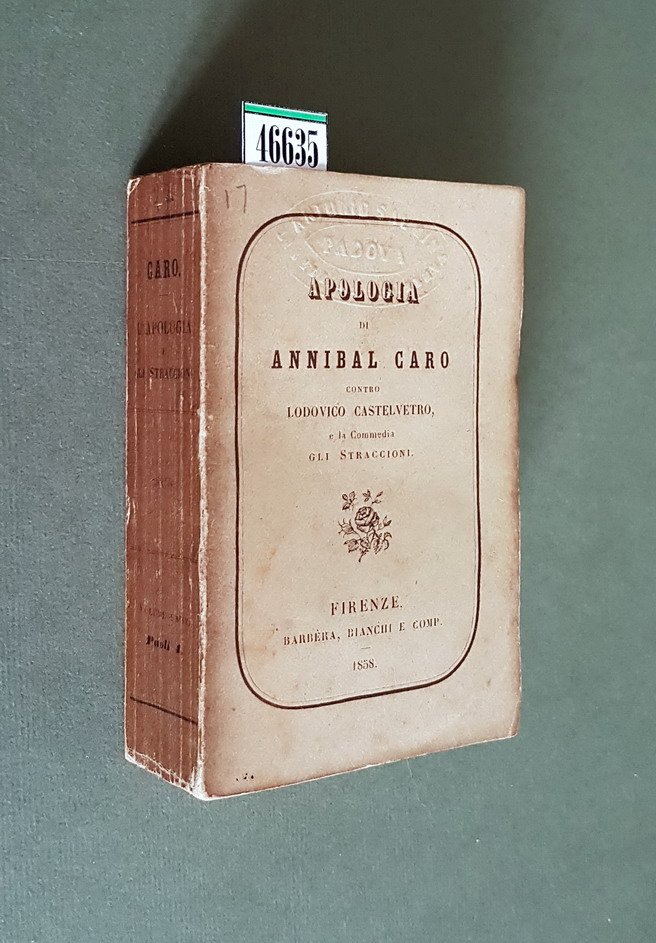 46635
17
PADOVA
APOLOGIA
DI
ANNIBAL CARO
CONTRO
LODOVICO CASTELVETRO,
e la Commedia
GLI STRACCIONI.
FIRENZE,
BARBÈRA, BIANCHI E COMP.
1858.
CARO.
L'APOLOGIA
E
GLI STRACCIONI
Paoli 4.